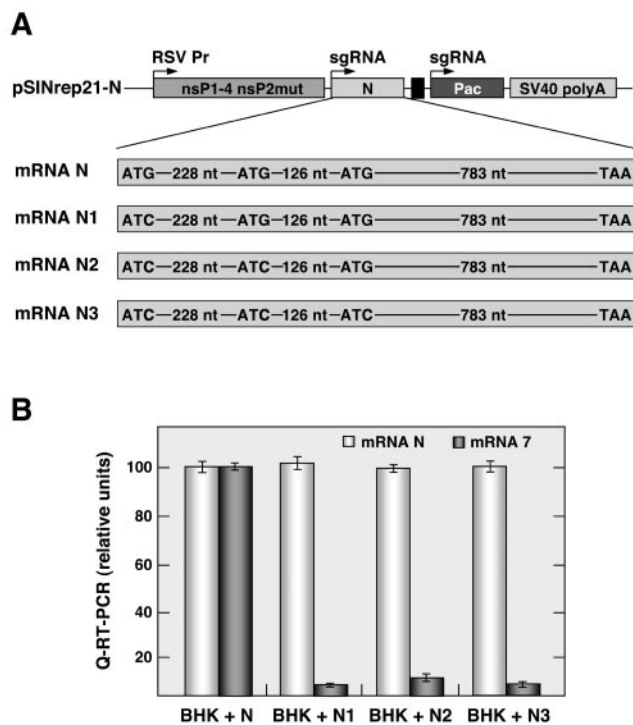 A
RSV Pr sgRNA sgRNA
pSINrep21-N nsP1-4 nsP2mut N Pac SV40 polyA
mRNA N ATG 228 nt ATG 126 nt ATG 783 nt TAA
mRNA N1 ATC 228 nt ATG 126 nt ATG 783 nt TAA
mRNA N2 ATC 228 nt ATC 126 nt ATG 783 nt TAA
mRNA N3 ATC 228 nt ATC 126 nt ATC 783 nt TAA
B
mRNA N mRNA 7
Q-RT-PCR (relative units)
100
80
60
40
20
BHK + N BHK + N1 BHK + N2 BHK + N3